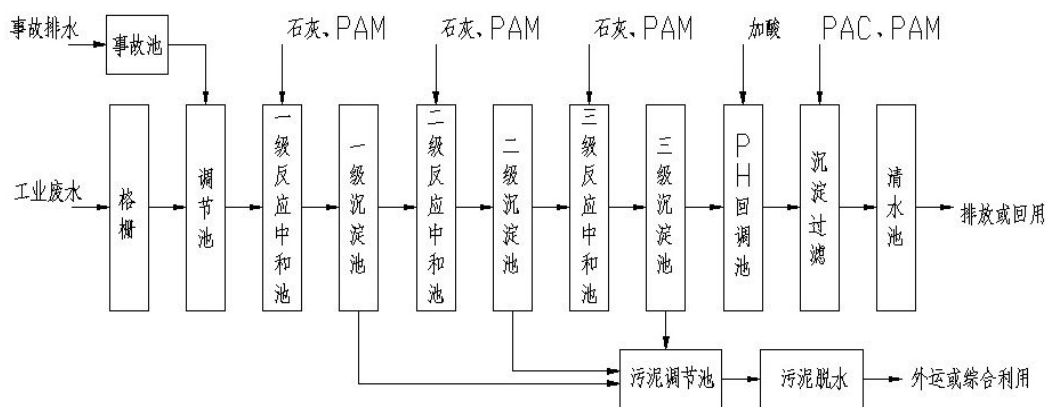 事故排水
事故池
石灰、PAM
石灰、PAM
石灰、PAM
加酸
PAC、PAM
工业废水
格栅
调节池
一级反应中和池
一级沉淀池
二级反应中和池
二级沉淀池
三级反应中和池
三级沉淀池
PH回调池
沉淀过滤
清水池
排放或回用
污泥调节池
污泥脱水
外运或综合利用